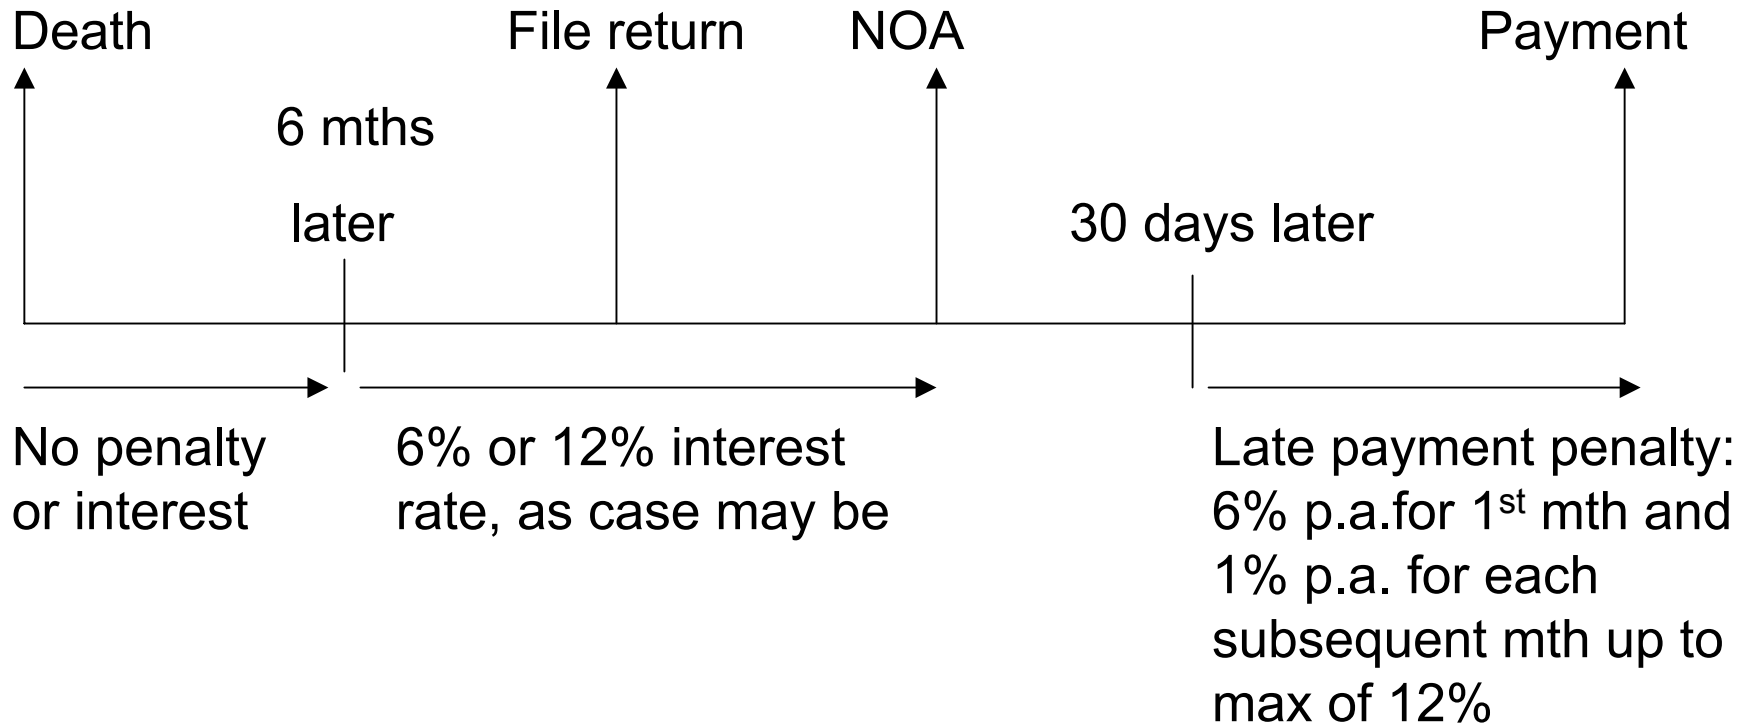 Death
File return
NOA
Payment
6 mths
later
30 days later
No penalty
or interest
6% or 12% interest
rate, as case may be
Late payment penalty:
6% p.a.for 1st mth and
1% p.a. for each
subsequent mth up to
max of 12%